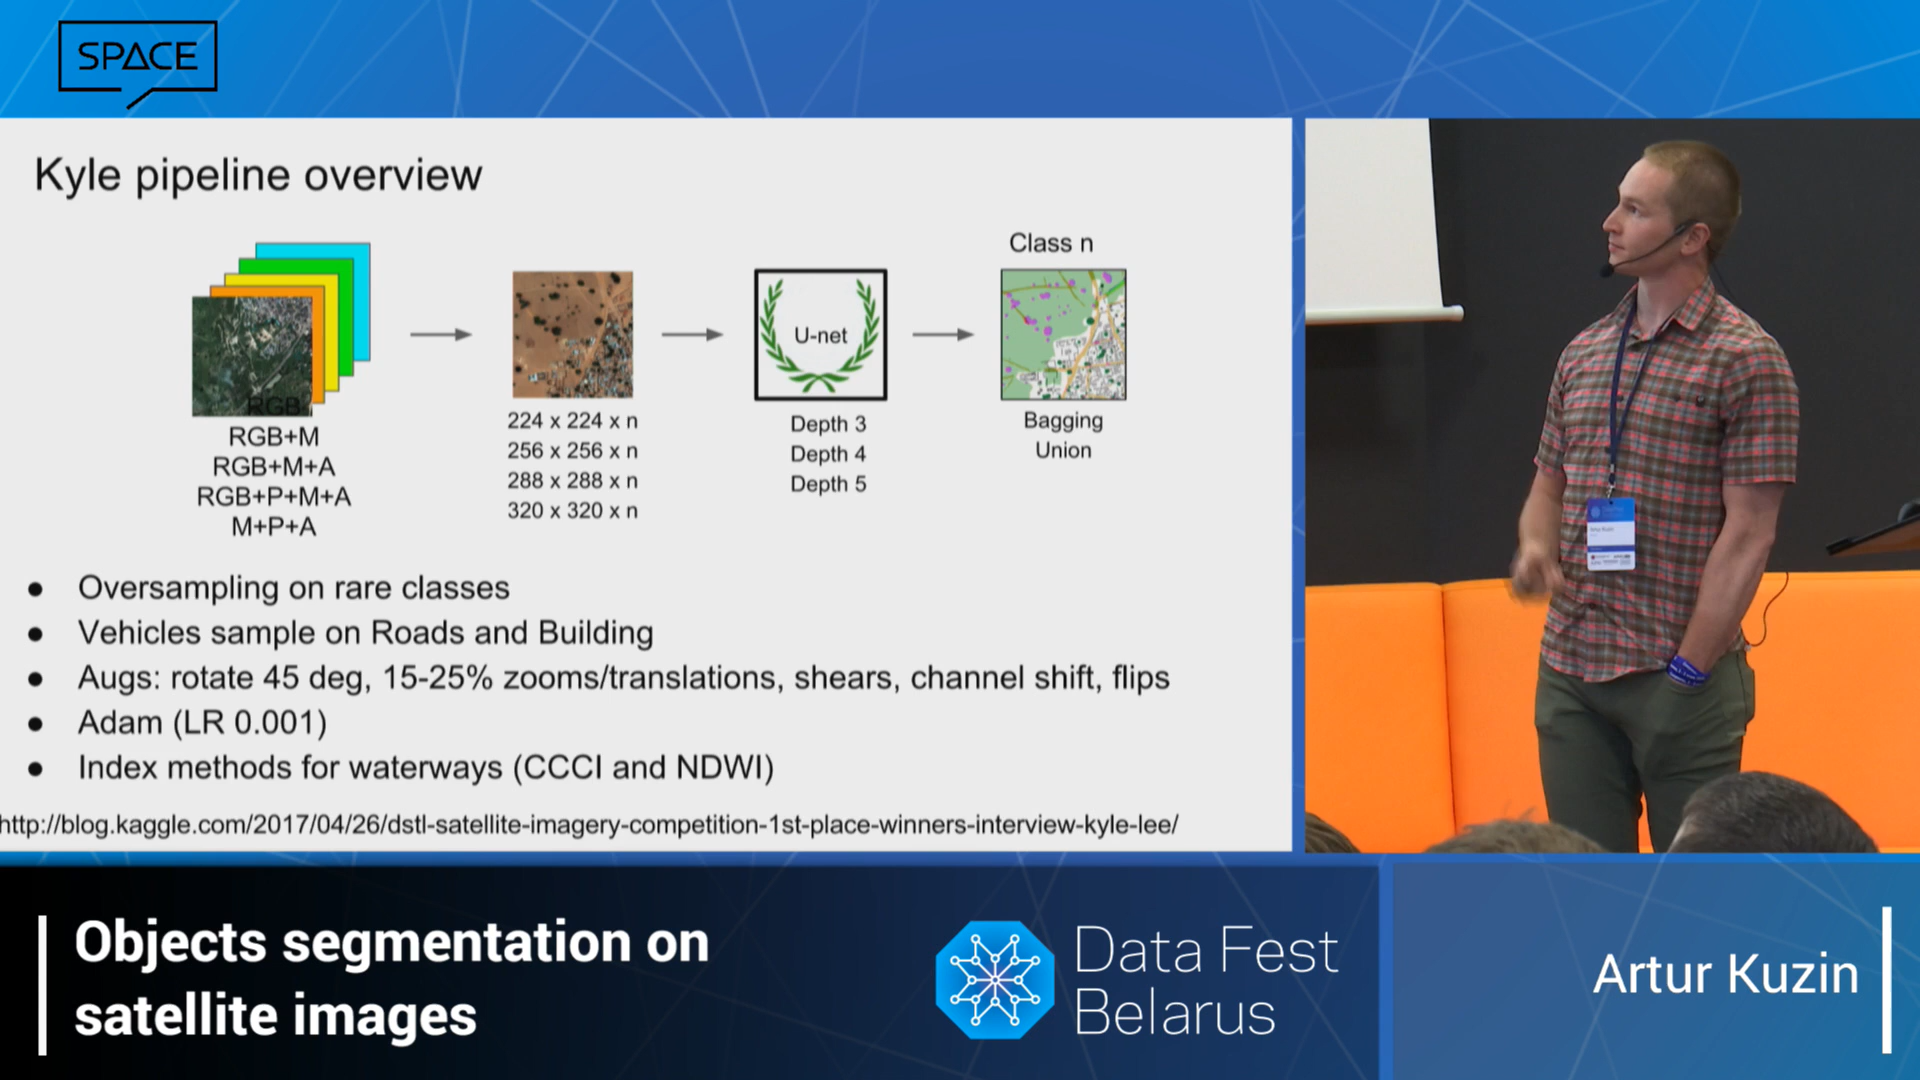 SPACE
Kyle pipeline overview
Class n
U-net
RGB
RGB+M
RGB+M+A
RGB+P+M+A
M+P+A
224 x 224 x n
256 x 256 x n
288 x 288 x n
320 x 320 x n
Depth 3
Depth 4
Depth 5
Bagging
Union
● Oversampling on rare classes
● Vehicles sample on Roads and Building
● Augs: rotate 45 deg, 15-25% zooms/translations, shears, channel shift, flips
● Adam (LR 0.001)
● Index methods for waterways (CCCI and NDWI)
http://blog.kaggle.com/2017/04/26/dstl-satellite-imagery-competition-1st-place-winners-interview-kyle-lee/
Objects segmentation on
satellite images
Data Fest
Belarus
Artur Kuzin